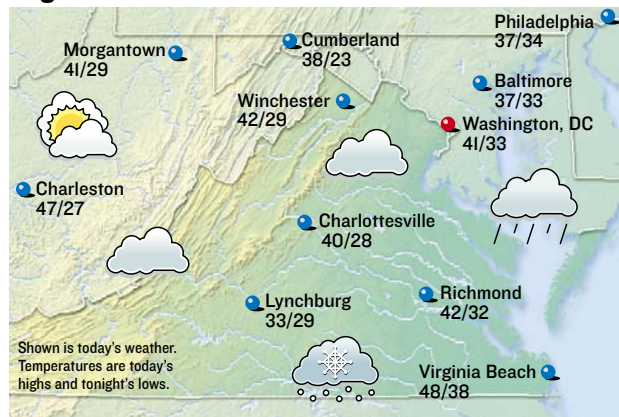 Philadelphia
37/34
Morgantown
41/29
Cumberland
38/23
Baltimore
37/33
Winchester
42/29
Washington, DC
41/33
Charleston
47/27
Charlottesville
40/28
Lynchburg
33/29
Richmond
42/32
Shown is today's weather.
Temperatures are today's
highs and tonight's lows.
Virginia Beach
48/38